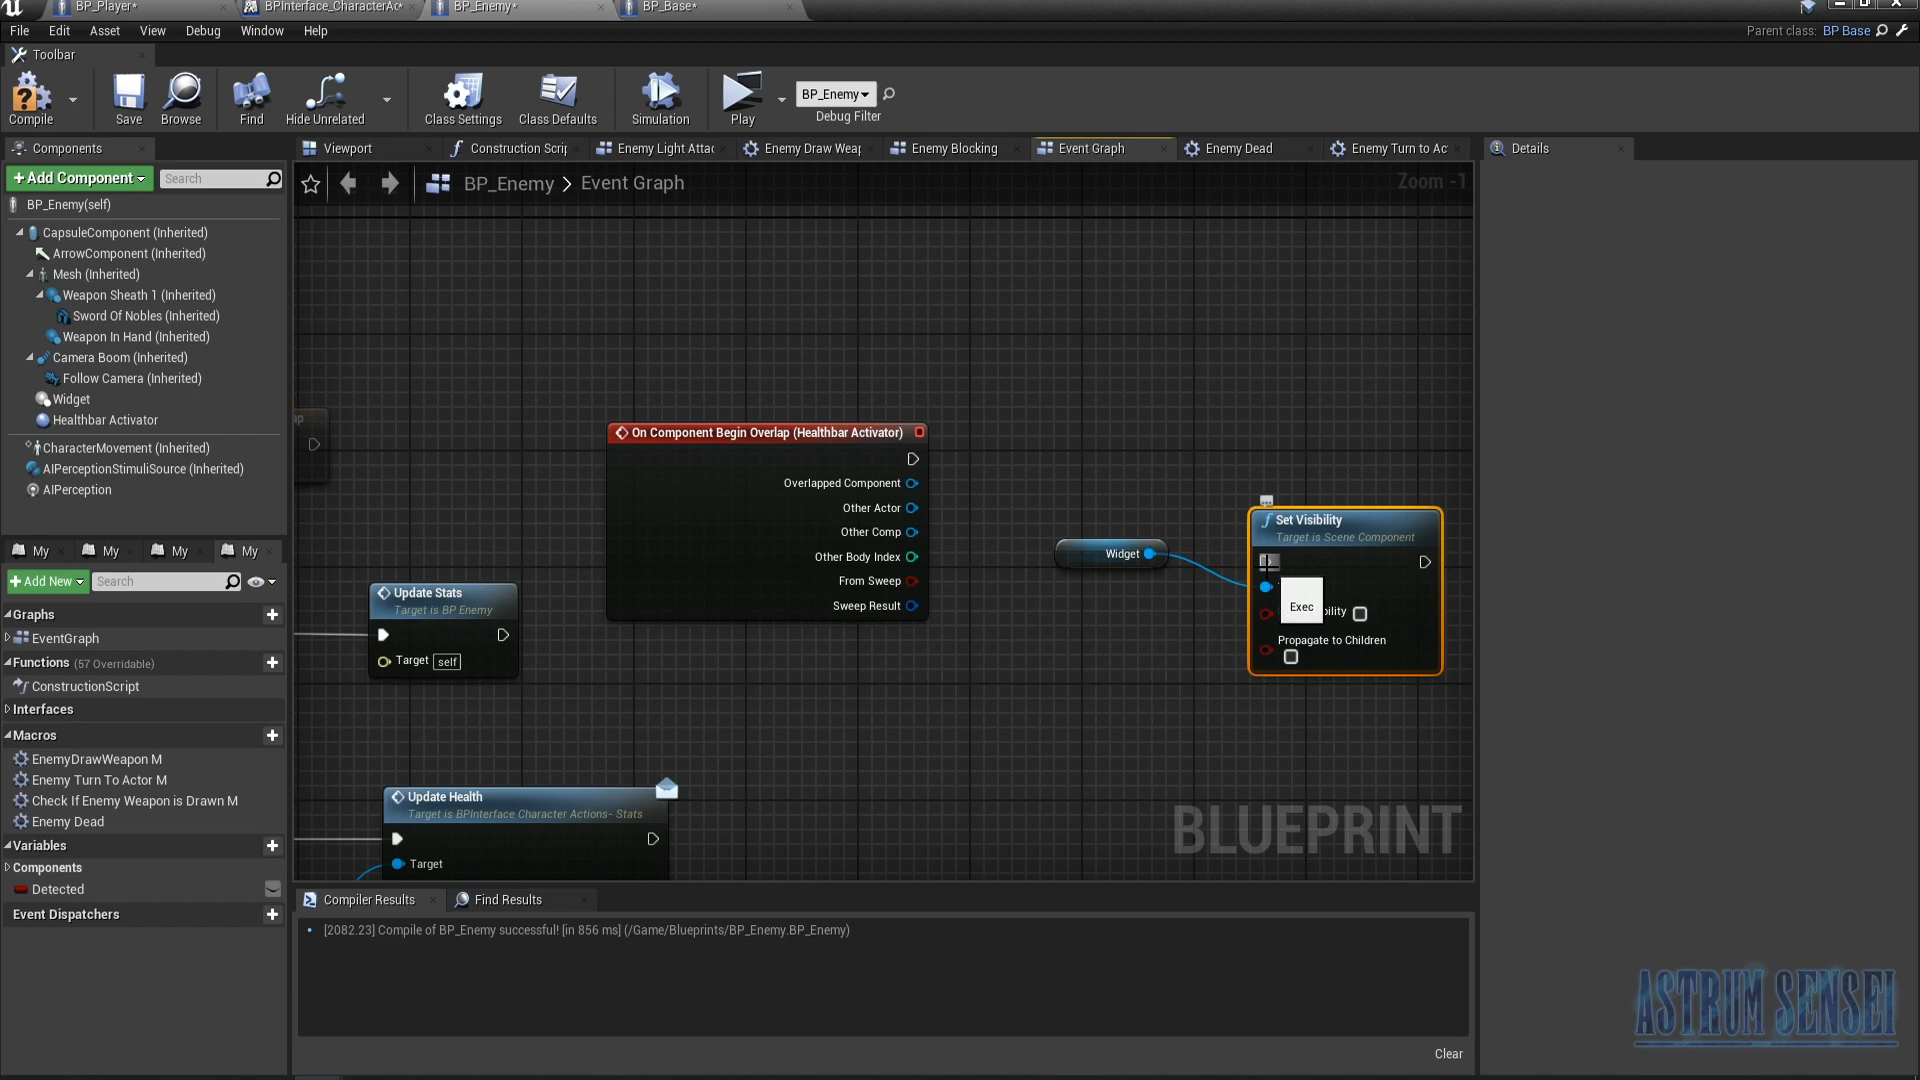 BP_Player*
BPInterface_CharacterAc*
BP_Enemy*
BP_Base*
File
Edit
Asset
View
Debug
Window
Help
Parent class: BP Base
Toolbar
Compile
Save
Browse
Find
Hide Unrelated
Class Settings
Class Defaults
Simulation
Play
BP_Enemy
Debug Filter
Components
+Add Component
Search
BP_Enemy(self)
CapsuleComponent (Inherited)
ArrowComponent (Inherited)
Mesh (Inherited)
Weapon Sheath 1 (Inherited)
Sword Of Nobles (Inherited)
Weapon In Hand (Inherited)
Camera Boom (Inherited)
Follow Camera (Inherited)
Widget
Healthbar Activator
CharacterMovement (Inherited)
AIPerceptionStimuliSource (Inherited)
AIPerception
My
My
My
My
+Add New
Search
Graphs
EventGraph
Functions (57 Overridable)
ConstructionScript
Interfaces
Macros
EnemyDrawWeapon M
Enemy Turn To Actor M
Check If Enemy Weapon is Drawn M
Enemy Dead
Variables
Components
Detected
Event Dispatchers
Viewport
Construction Scrip
Enemy Light Attac
Enemy Draw Weap
Enemy Blocking
Event Graph
Enemy Dead
Enemy Turn to Ac
BP_Enemy > Event Graph
Zoom -1
On Component Begin Overlap (Healthbar Activator)
Overlapped Component
Other Actor
Other Comp
Other Body Index
From Sweep
Sweep Result
Widget
Set Visibility
Target is Scene Component
Exec
bility
Propagate to Children
Update Stats
Target is BP Enemy
Target self
Update Health
Target is BPInterface Character Actions- Stats
Target
BLUEPRINT
Compiler Results
Find Results
[2082.23] Compile of BP_Enemy successful! [in 856 ms] (/Game/Blueprints/BP_Enemy.BP_Enemy)
Clear
Details
ASTRUM SENSEI